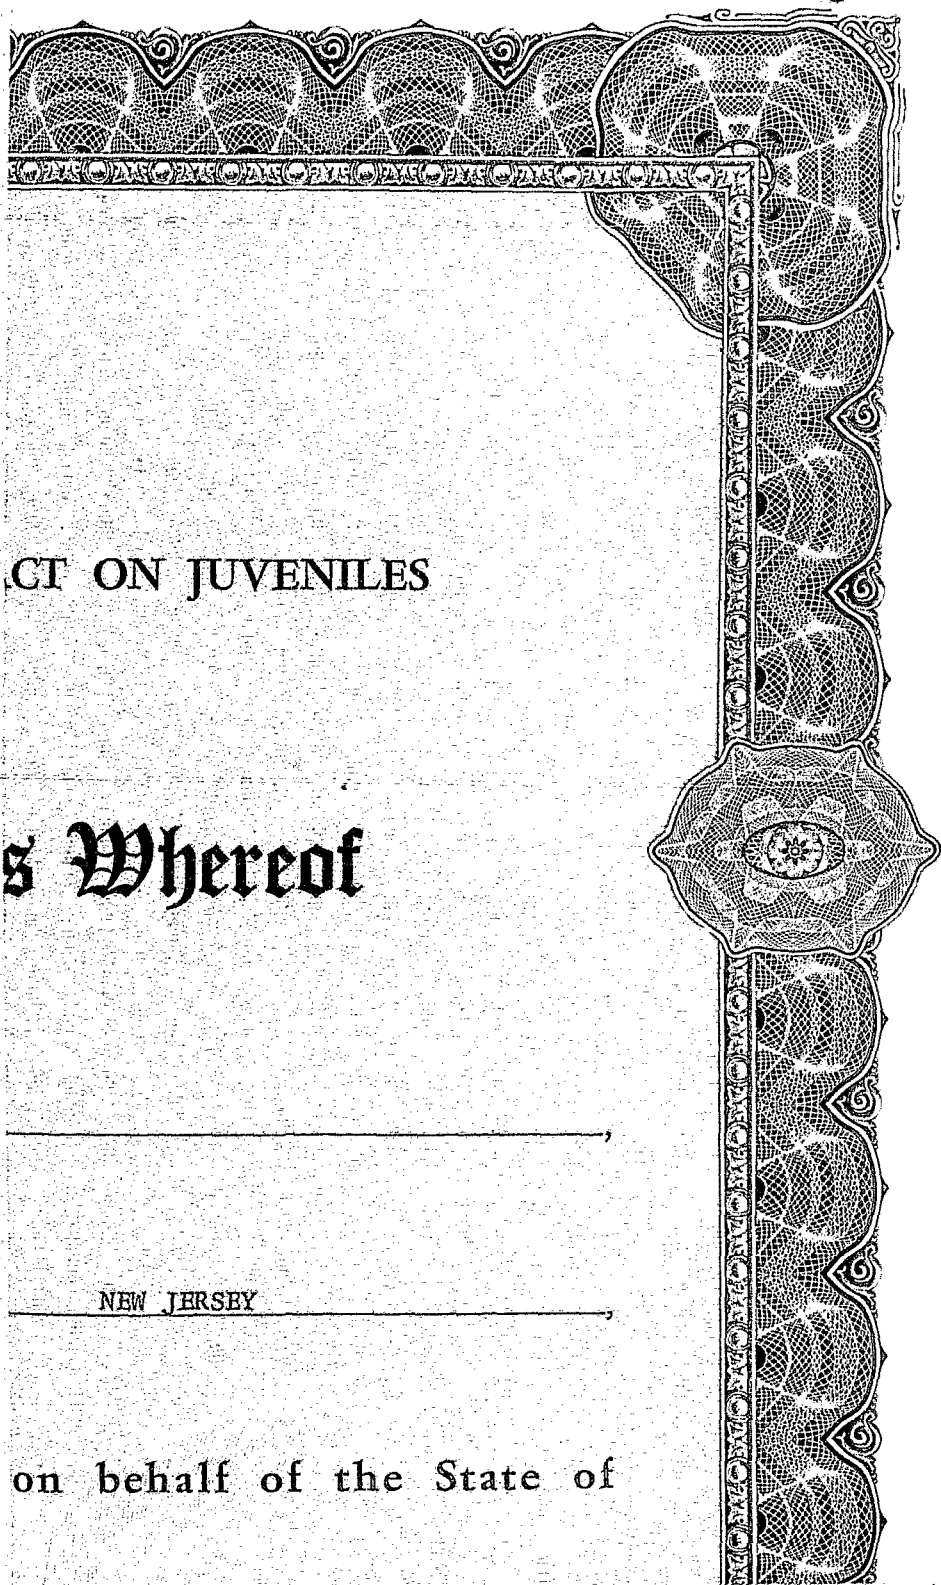 CT ON JUVENILES
s Whereof
,
NEW JERSEY,
on behalf of the State of